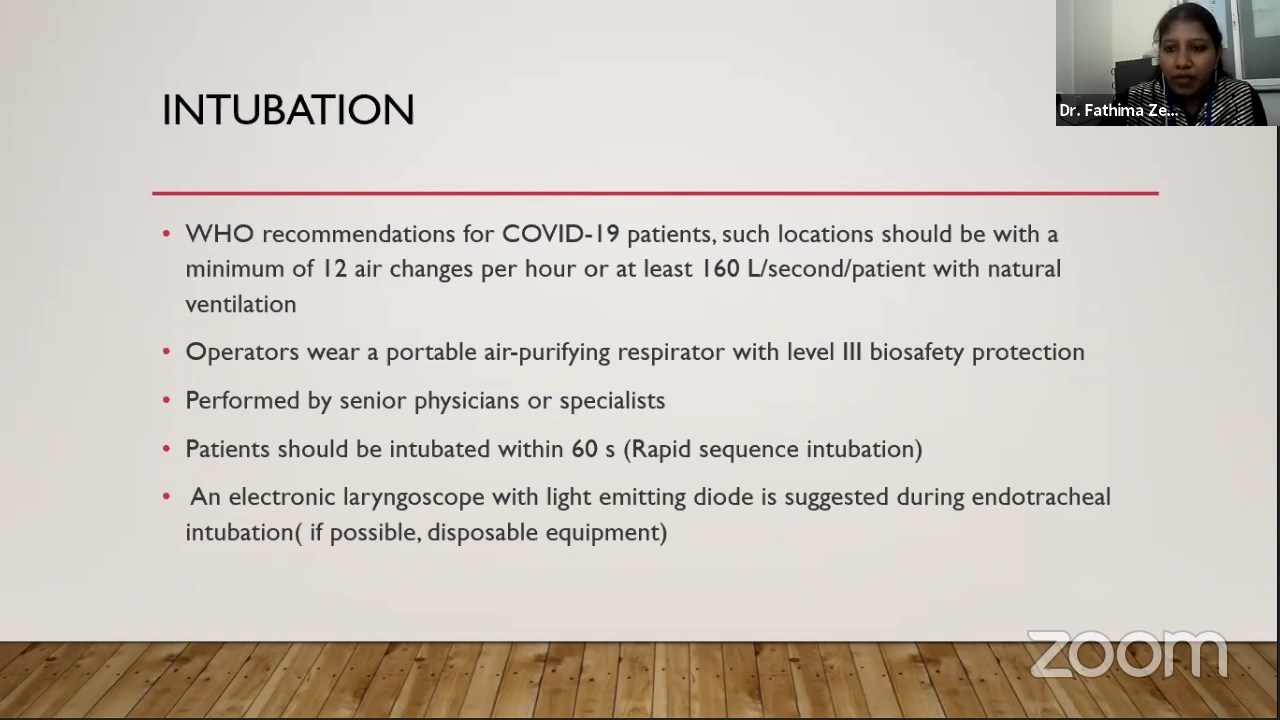 INTUBATION
Dr. Fathima Ze...
• WHO recommendations for COVID-19 patients, such locations should be with a
minimum of 12 air changes per hour or at least 160 L/second/patient with natural
ventilation
• Operators wear a portable air-purifying respirator with level III biosafety protection
• Performed by senior physicians or specialists
• Patients should be intubated within 60 s (Rapid sequence intubation)
• An electronic laryngoscope with light emitting diode is suggested during endotracheal
intubation( if possible, disposable equipment)
zoom